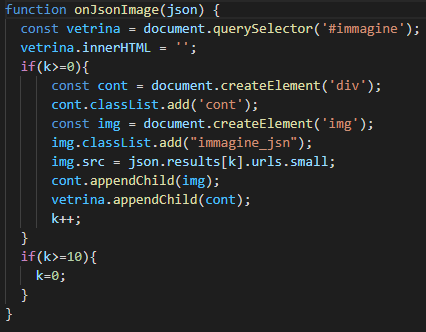 function onJsonImage(json) {
  const vetrina = document.querySelector('#immagine');
  vetrina.innerHTML = '';
  if(k>=0){
      const cont = document.createElement('div');
      cont.classList.add('cont');
      const img = document.createElement('img');
      img.classList.add("immagine_jsn");
      img.src = json.results[k].urls.small;
      cont.appendChild(img);
      vetrina.appendChild(cont);
      k++;
  }
  if(k>=10){
    k=0;
  }
}